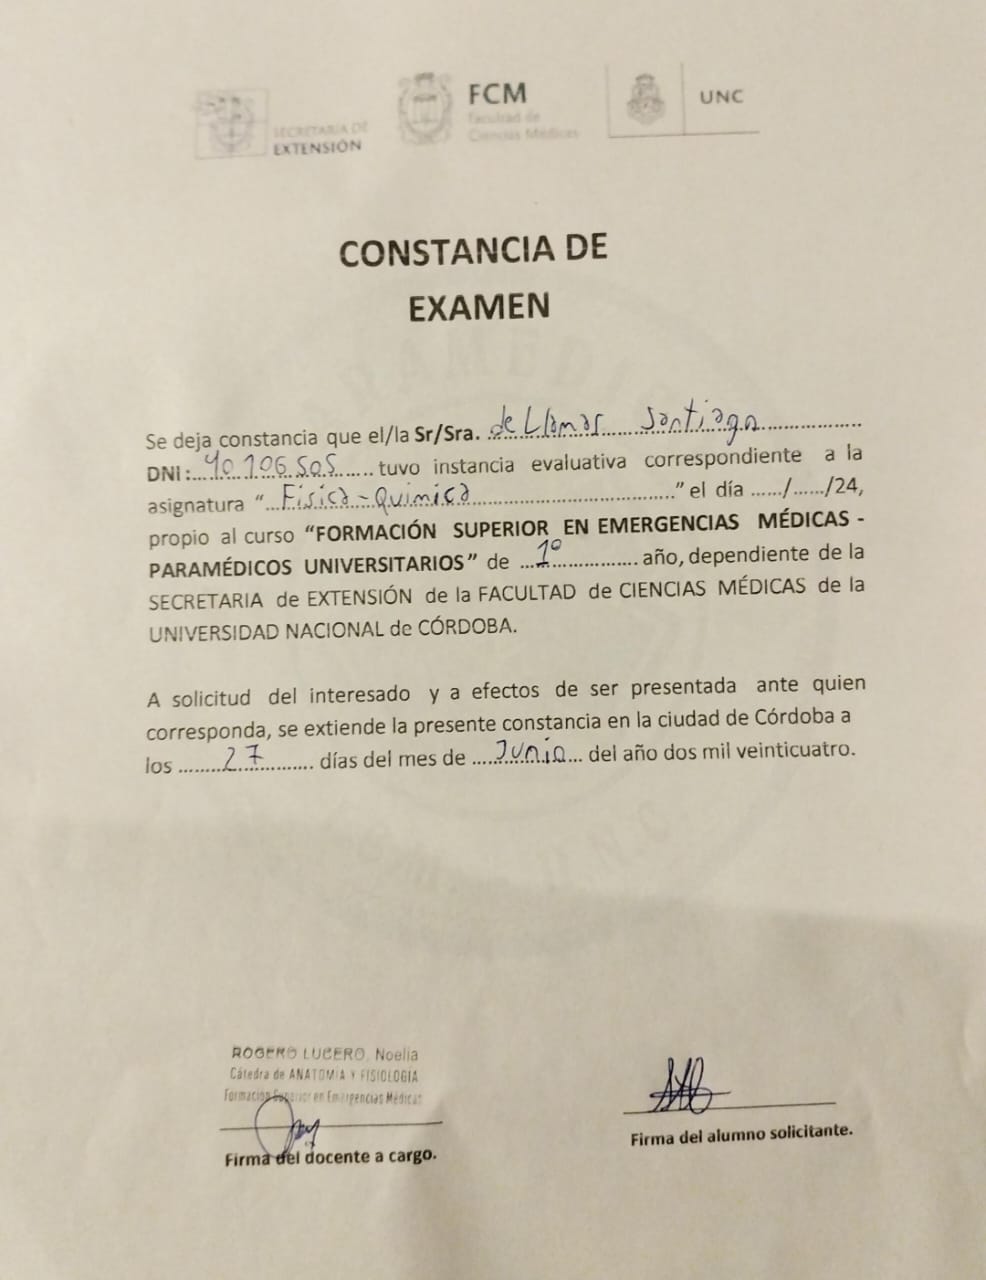 SECRETARIA DE
EXTENSIÓN
FCM
Facultad de
Ciencias Médicas
UNC
CONSTANCIA DE
EXAMEN
Se deja constancia que el/la Sr/Sra. de Llamas Santiago
DNI: 40.106.505 tuvo instancia evaluativa correspondiente a la
asignatura “Física-Química” el día ....../....../24,
propio al curso “FORMACIÓN SUPERIOR EN EMERGENCIAS MÉDICAS -
PARAMÉDICOS UNIVERSITARIOS” de 1º año, dependiente de la
SECRETARIA de EXTENSIÓN de la FACULTAD de CIENCIAS MÉDICAS de la
UNIVERSIDAD NACIONAL de CÓRDOBA.
A solicitud del interesado y a efectos de ser presentada ante quien
corresponda, se extiende la presente constancia en la ciudad de Córdoba a
los 27 días del mes de Junio del año dos mil veinticuatro.
ROGERO LUCERO, Noelia
Cátedra de ANATOMIA Y FISIOLOGIA
Formación Superior en Emergencias Médicas
Firma del docente a cargo.
Firma del alumno solicitante.